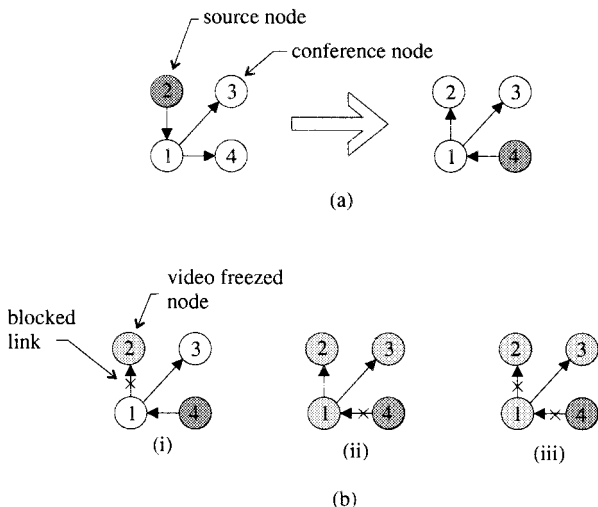 source node
conference node
2 3 2 3
1 4 1 4
(a)
video freezed
node
blocked
link
2 3 2 3 2 3
1 4 1 4 1 4
(i) (ii) (iii)
(b)